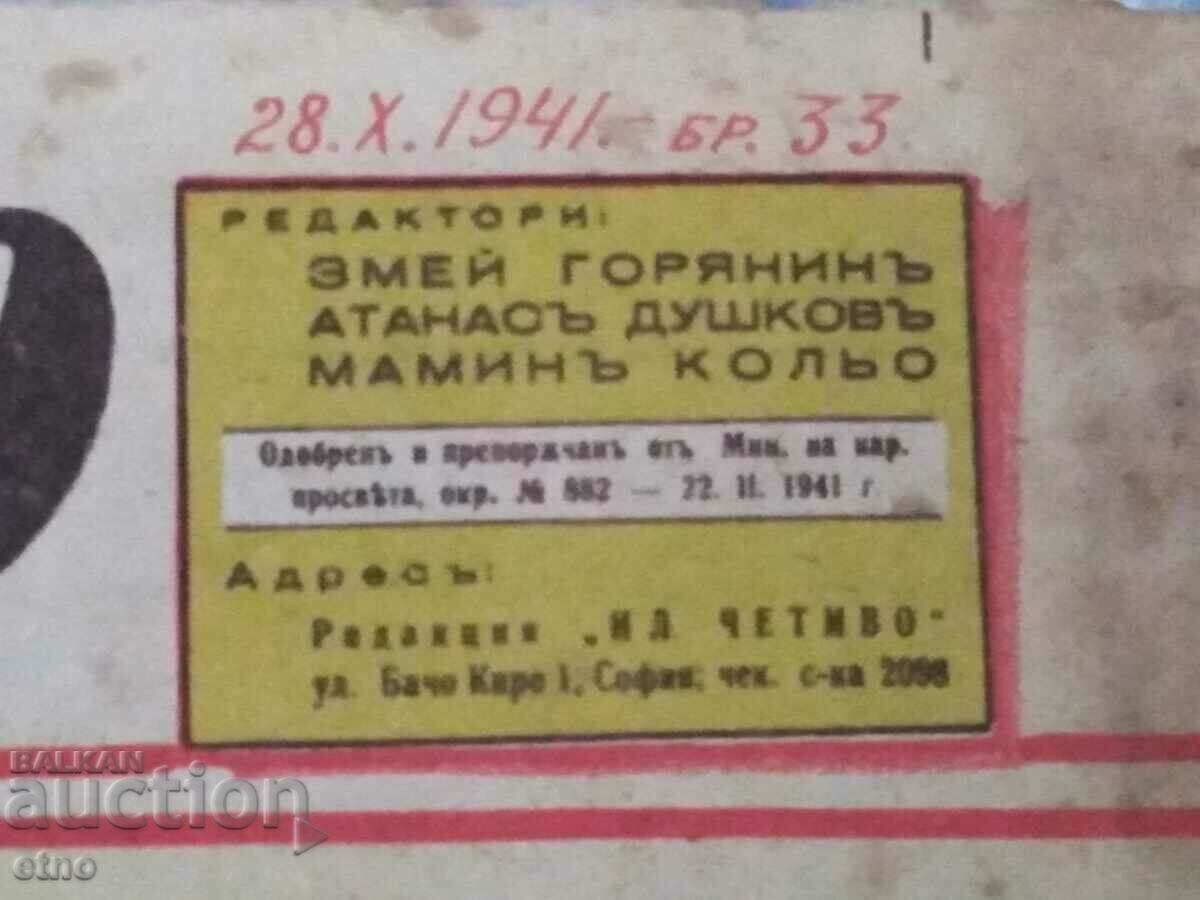 28.X.1941.- БР. 33
РЕДАКТОРИ:
ЗМЕЙ ГОРЯНИНЪ
АТАНАСЪ ДУШКОВЪ
МАМИНЪ КОЛЬО
Одобренъ и препорѫчанъ отъ Мин. на нар.
просвѣта, окр. № 882 — 22. II. 1941 г
Адресъ:
Редакция „ИЛ ЧЕТИВО"
ул. Бачо Киро 1, София; чек. с-ка 2098
BALKAN
auction
etno